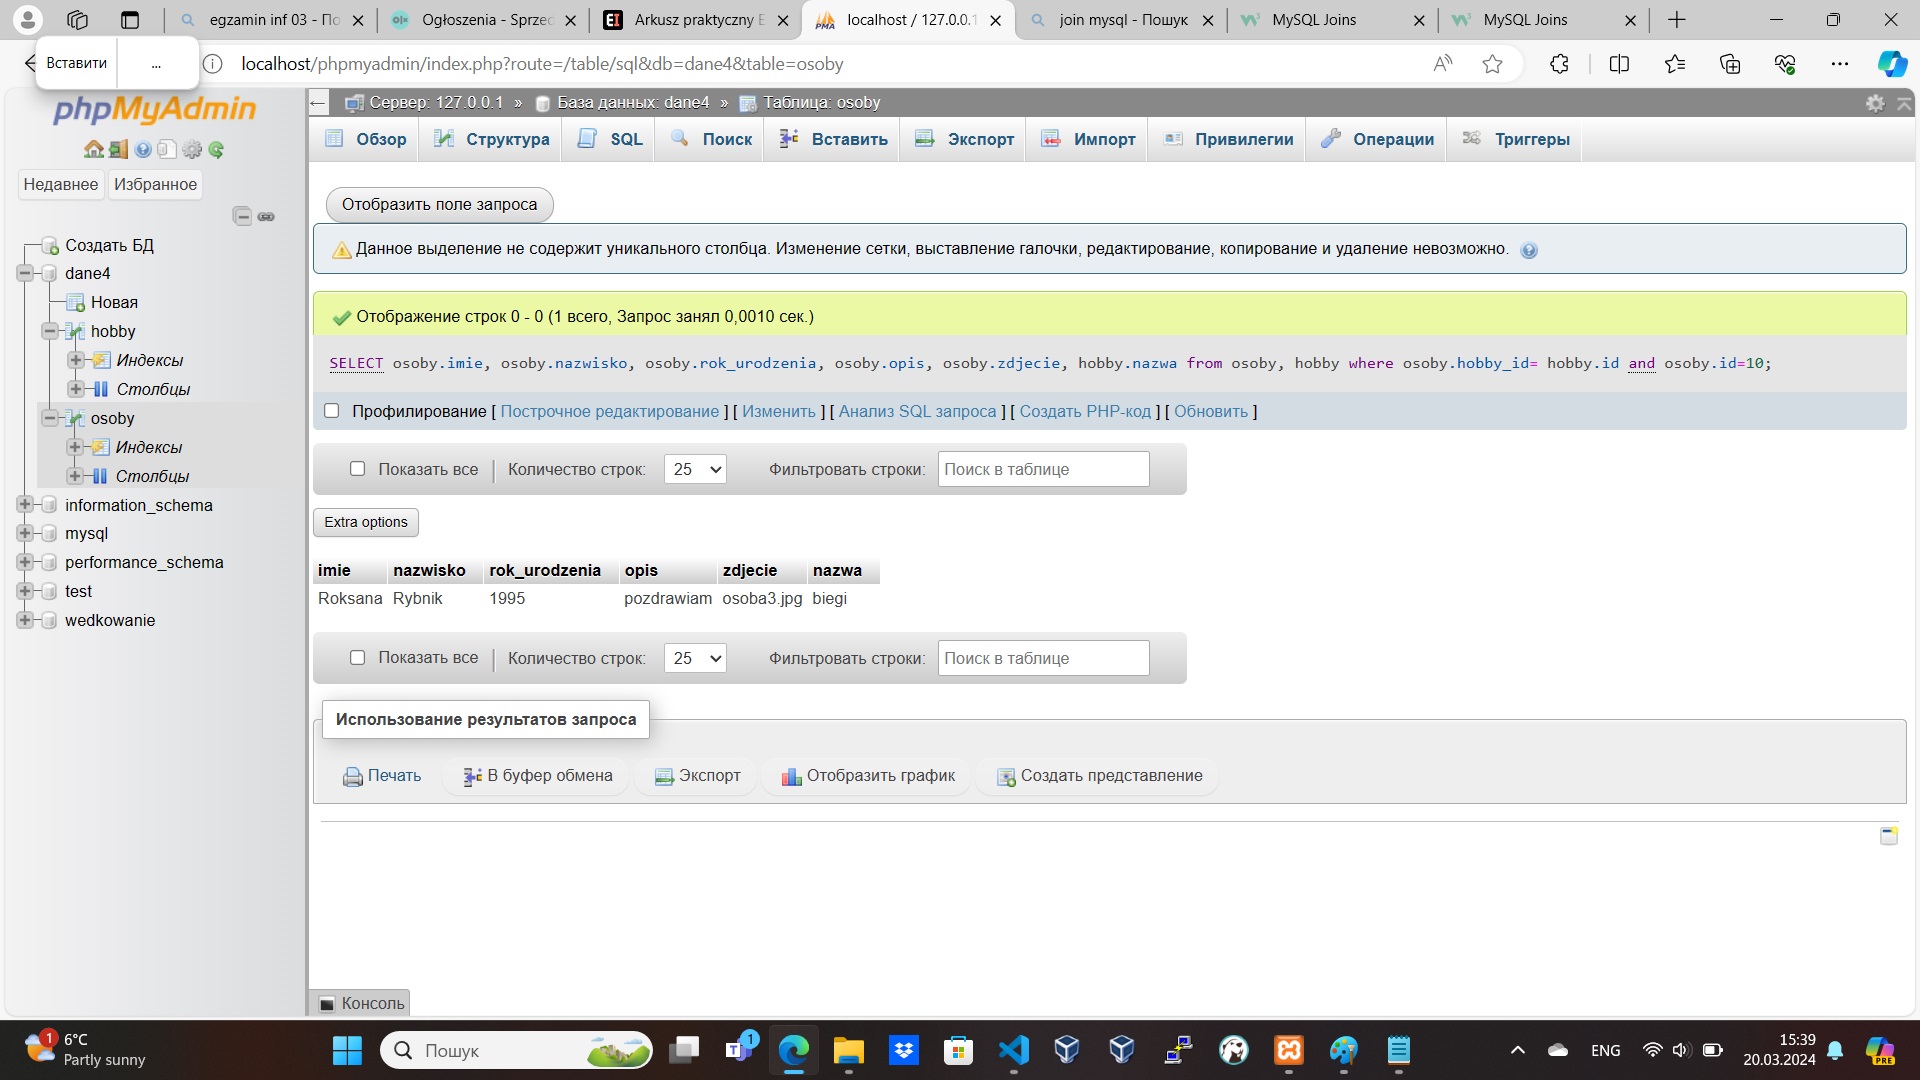 egzamin inf 03 - По
Ogłoszenia - Sprzed
Arkusz praktyczny E
localhost / 127.0.0.1
join mysql - Пошук
MySQL Joins
MySQL Joins
Вставити
...
localhost/phpmyadmin/index.php?route=/table/sql&db=dane4&table=osoby
phpMyAdmin
Недавнее
Избранное
Создать БД
dane4
Новая
hobby
Индексы
Столбцы
osoby
Индексы
Столбцы
information_schema
mysql
performance_schema
test
wedkowanie
Сервер: 127.0.0.1 » База данных: dane4 » Таблица: osoby
Обзор Структура SQL Поиск Вставить Экспорт Импорт Привилегии Операции Триггеры
Отобразить поле запроса
Данное выделение не содержит уникального столбца. Изменение сетки, выставление галочки, редактирование, копирование и удаление невозможно.
Отображение строк 0 - 0 (1 всего, Запрос занял 0,0010 сек.)
SELECT osoby.imie, osoby.nazwisko, osoby.rok_urodzenia, osoby.opis, osoby.zdjecie, hobby.nazwa from osoby, hobby where osoby.hobby_id= hobby.id and osoby.id=10;
Профилирование [ Построчное редактирование ] [ Изменить ] [ Анализ SQL запроса ] [ Создать PHP-код ] [ Обновить ]
Показать все Количество строк: 25 Фильтровать строки: Поиск в таблице
Extra options
imie nazwisko rok_urodzenia opis zdjecie nazwa
Roksana Rybnik 1995 pozdrawiam osoba3.jpg biegi
Показать все Количество строк: 25 Фильтровать строки: Поиск в таблице
Использование результатов запроса
Печать В буфер обмена Экспорт Отобразить график Создать представление
Консоль
1
6°C
Partly sunny
Пошук
1
ENG
15:39
20.03.2024
PRE